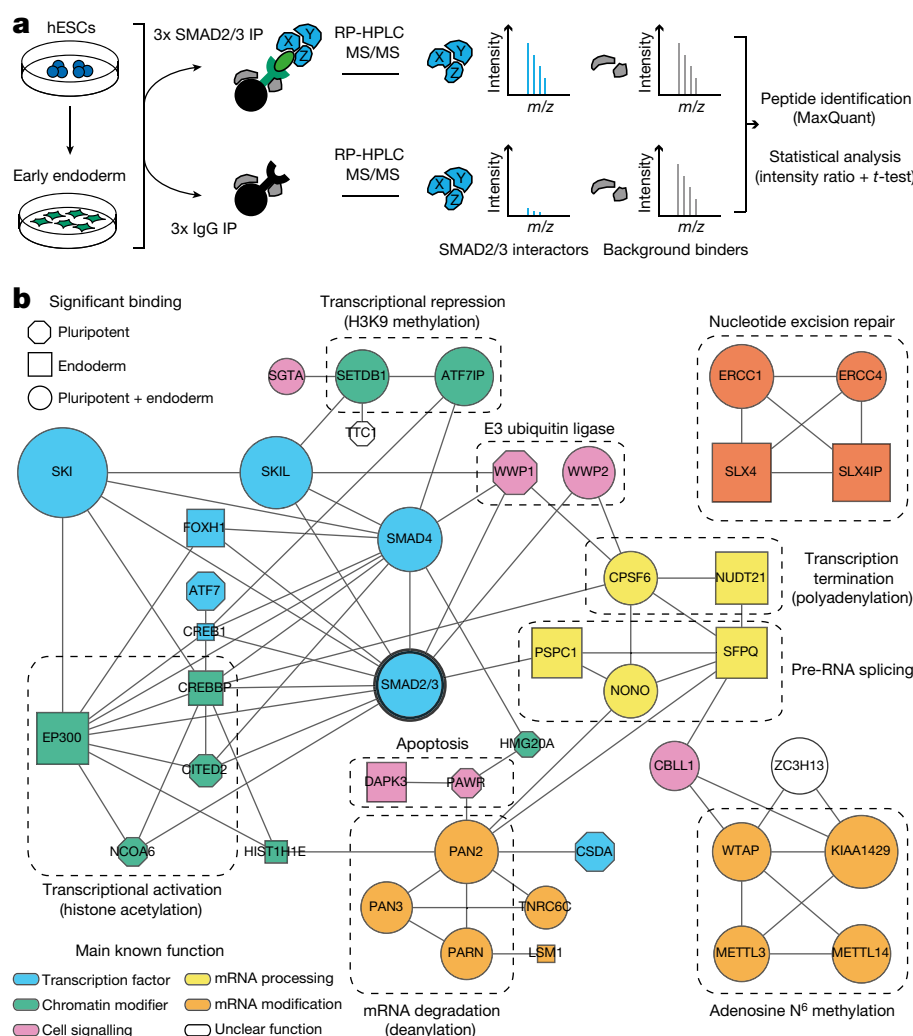 a
hESCs
Early endoderm
3x SMAD2/3 IP
3x IgG IP
X Y Z
RP-HPLC
MS/MS
X Y Z
Intensity
m/z
Intensity
m/z
RP-HPLC
MS/MS
X Y Z
Intensity
m/z
Intensity
m/z
SMAD2/3 interactors
Background binders
Peptide identification
(MaxQuant)
Statistical analysis
(intensity ratio + t-test)
b
Significant binding
Pluripotent
Endoderm
Pluripotent + endoderm
Transcriptional repression
(H3K9 methylation)
SGTA
SETDB1
ATF7IP
TTC1
Nucleotide excision repair
ERCC1
ERCC4
SLX4
SLX4IP
E3 ubiquitin ligase
WWP1
WWP2
SKI
SKIL
FOXH1
SMAD4
ATF7
CREB1
CREBBP
SMAD2/3
EP300
CITED2
NCOA6
HIST1H1E
Transcriptional activation
(histone acetylation)
CPSF6
NUDT21
Transcription
termination
(polyadenylation)
PSPC1
SFPQ
NONO
Pre-RNA splicing
HMG20A
Apoptosis
DAPK3
PAWR
PAN2
CSDA
PAN3
TNRC6C
PARN
LSM1
mRNA degradation
(deanylation)
CBLL1
ZC3H13
WTAP
KIAA1429
METTL3
METTL14
Adenosine N6 methylation
Main known function
Transcription factor
Chromatin modifier
Cell signalling
mRNA processing
mRNA modification
Unclear function